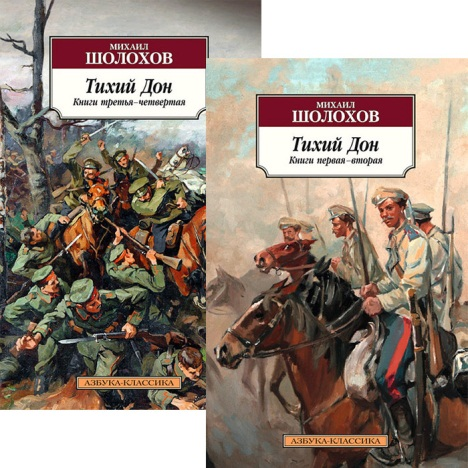 МИХАИЛ
ШОЛОХОВ
Тихий Дон
Книги третья–четвертая
АЗБУКА-КЛАССИКА
МИХАИЛ
ШОЛОХОВ
Тихий Дон
Книги первая–вторая
АЗБУКА-КЛАССИКА